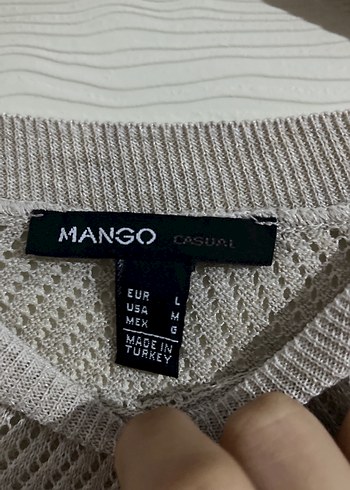 MANGO CASUAL
EUR L
USA M
MEX G
MADE IN
TURKEY